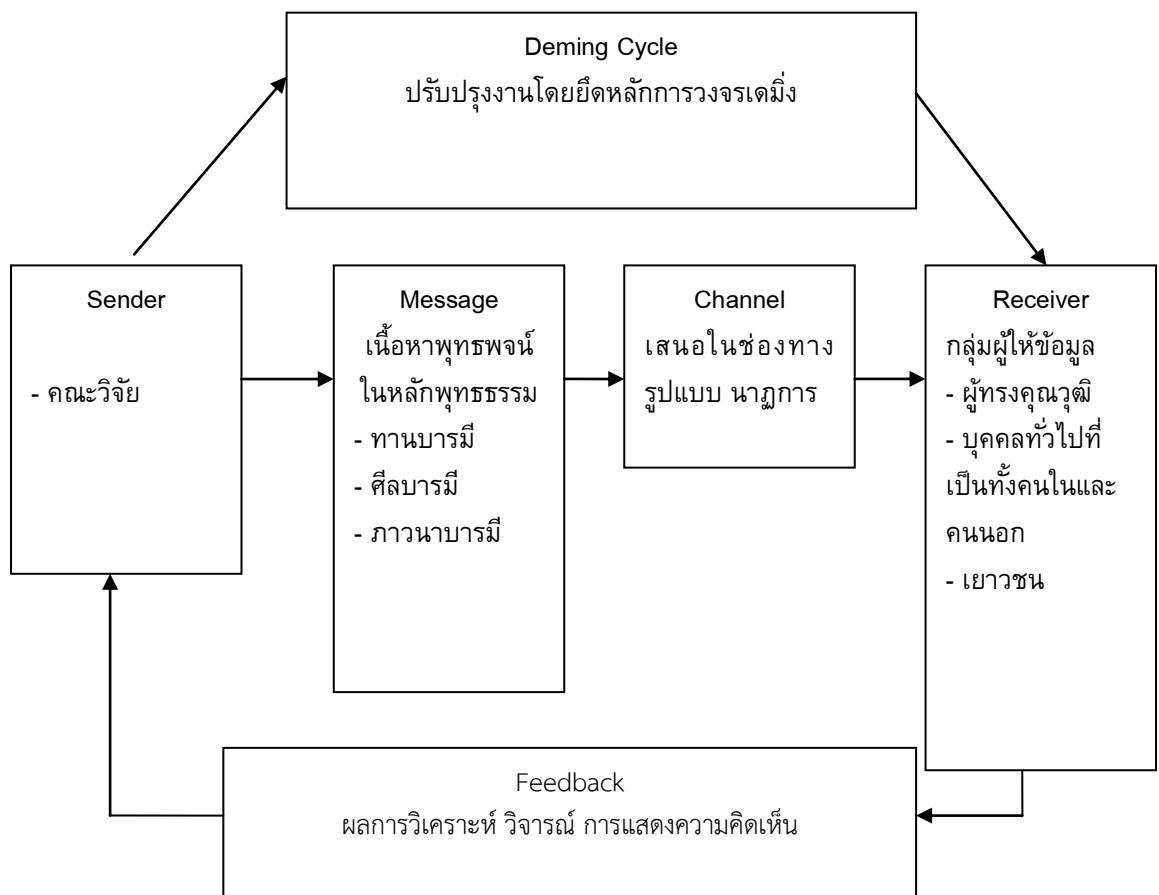 Deming Cycle
ปรับปรุงงานโดยยึดหลักการวงจรเดมิ่ง
Sender
- คณะวิจัย
Message
เนื้อหาพุทธพจน์
ในหลักพุทธธรรม
- ทานบารมี
- ศีลบารมี
- ภาวนาบารมี
Channel
เสนอในช่องทาง
รูปแบบ นาฏการ
Receiver
กลุ่มผู้ให้ข้อมูล
- ผู้ทรงคุณวุฒิ
- บุคคลทั่วไปที่
เป็นทั้งคนในและ
คนนอก
- เยาวชน
Feedback
ผลการวิเคราะห์ วิจารณ์ การแสดงความคิดเห็น